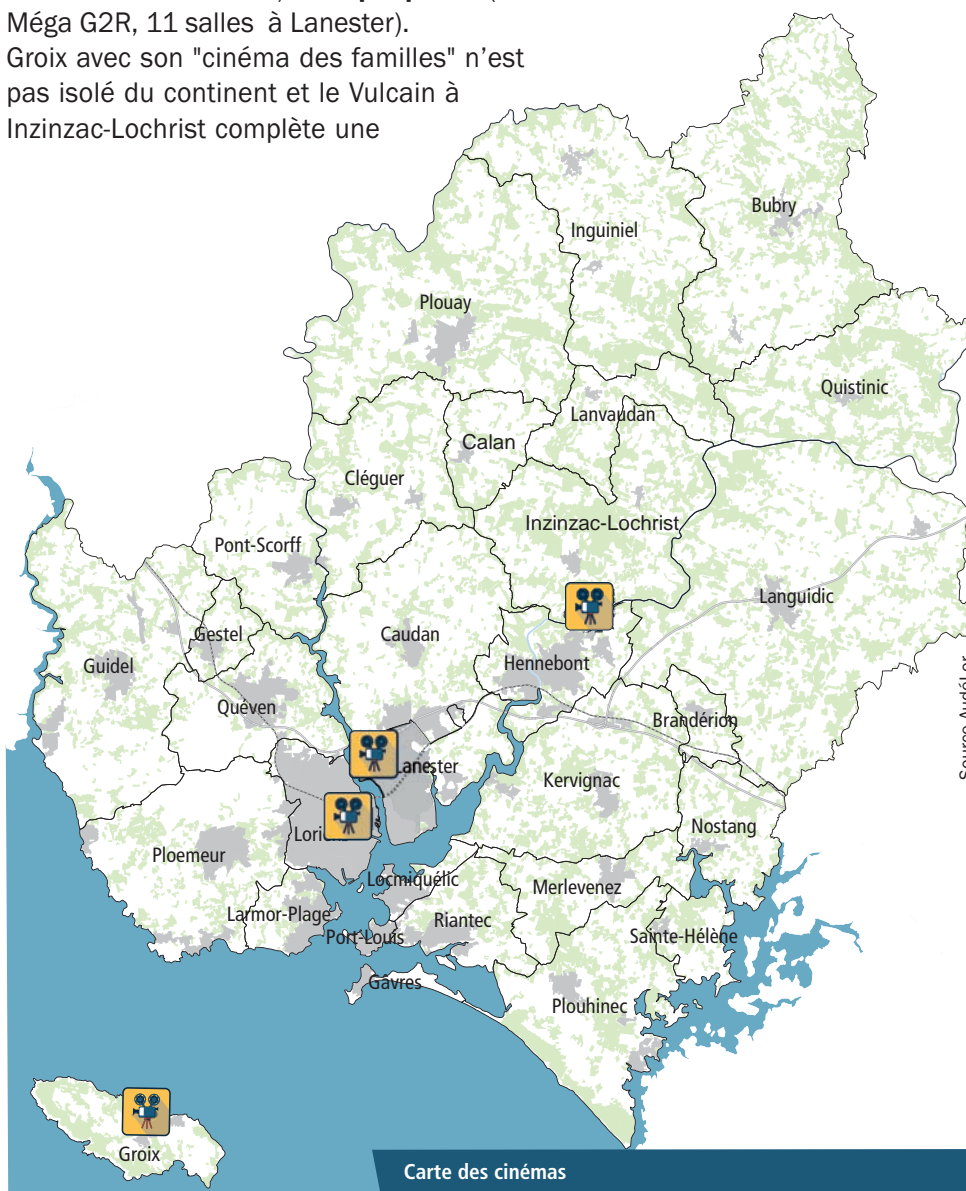 Méga G2R, 11 salles à Lanester).
Groix avec son "cinéma des familles" n’est
pas isolé du continent et le Vulcain à
Inzinzac-Lochrist complète une
Bubry
Inguiniel
Plouay
Quistinic
Lanvaudan
Calan
Cléguer
Inzinzac-Lochrist
Pont-Scorff
Languidic
Gestel
Caudan
Guidel
Hennebont
Quéven
Brandérion
Lanester
Kervignac
Nostang
Ploemeur
Locmiquélic
Merlevenez
Larmor-Plage
Riantec
Port-Louis
Sainte-Hélène
Gâvres
Plouhinec
Groix
Carte des cinémas